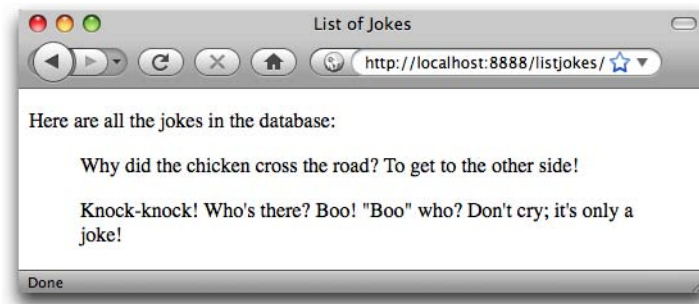 List of Jokes
http://localhost:8888/listjokes/
Here are all the jokes in the database:
Why did the chicken cross the road? To get to the other side!
Knock-knock! Who's there? Boo! "Boo" who? Don't cry; it's only a
joke!
Done